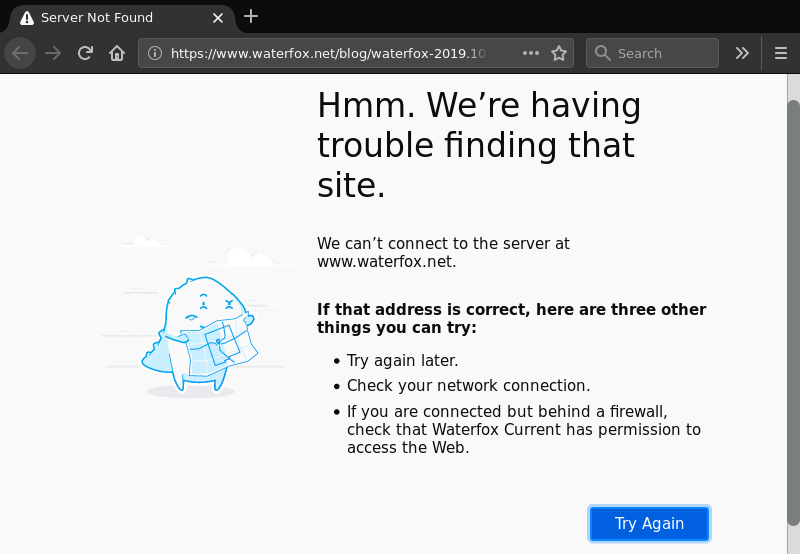 Server Not Found
https://www.waterfox.net/blog/waterfox-2019.10
Search
Hmm. We’re having
trouble finding that
site.
We can’t connect to the server at
www.waterfox.net.
If that address is correct, here are three other
things you can try:
Try again later.
Check your network connection.
If you are connected but behind a firewall,
check that Waterfox Current has permission to
access the Web.
Try Again